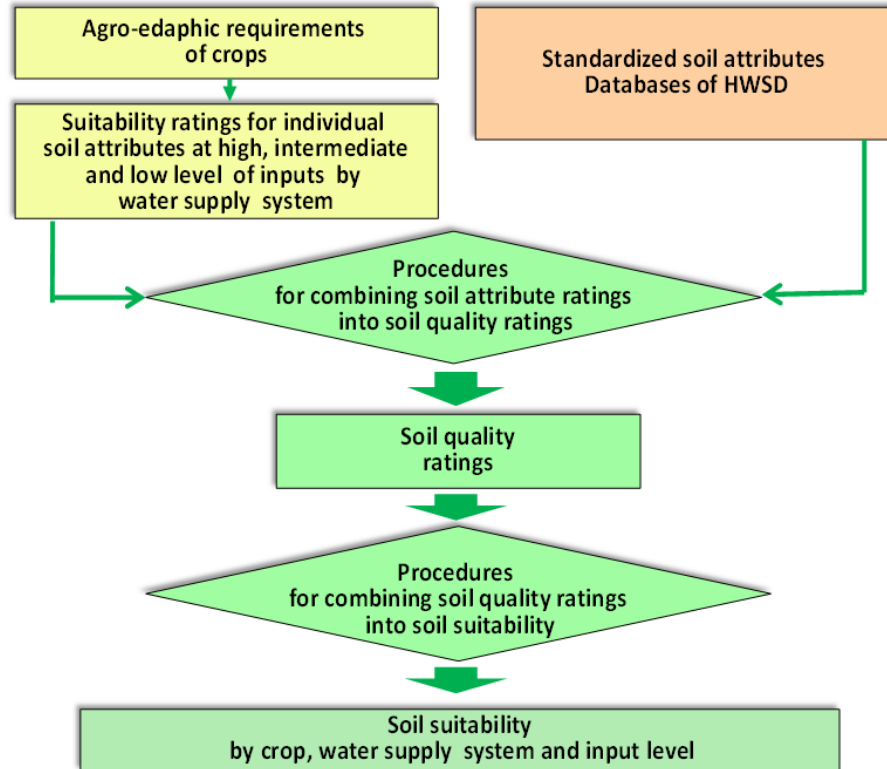 Agro-edaphic requirements
of crops
Standardized soil attributes
Databases of HWSD
Suitability ratings for individual
soil attributes at high, intermediate
and low level of inputs by
water supply system
Procedures
for combining soil attribute ratings
into soil quality ratings
Soil quality
ratings
Procedures
for combining soil quality ratings
into soil suitability
Soil suitability
by crop, water supply system and input level